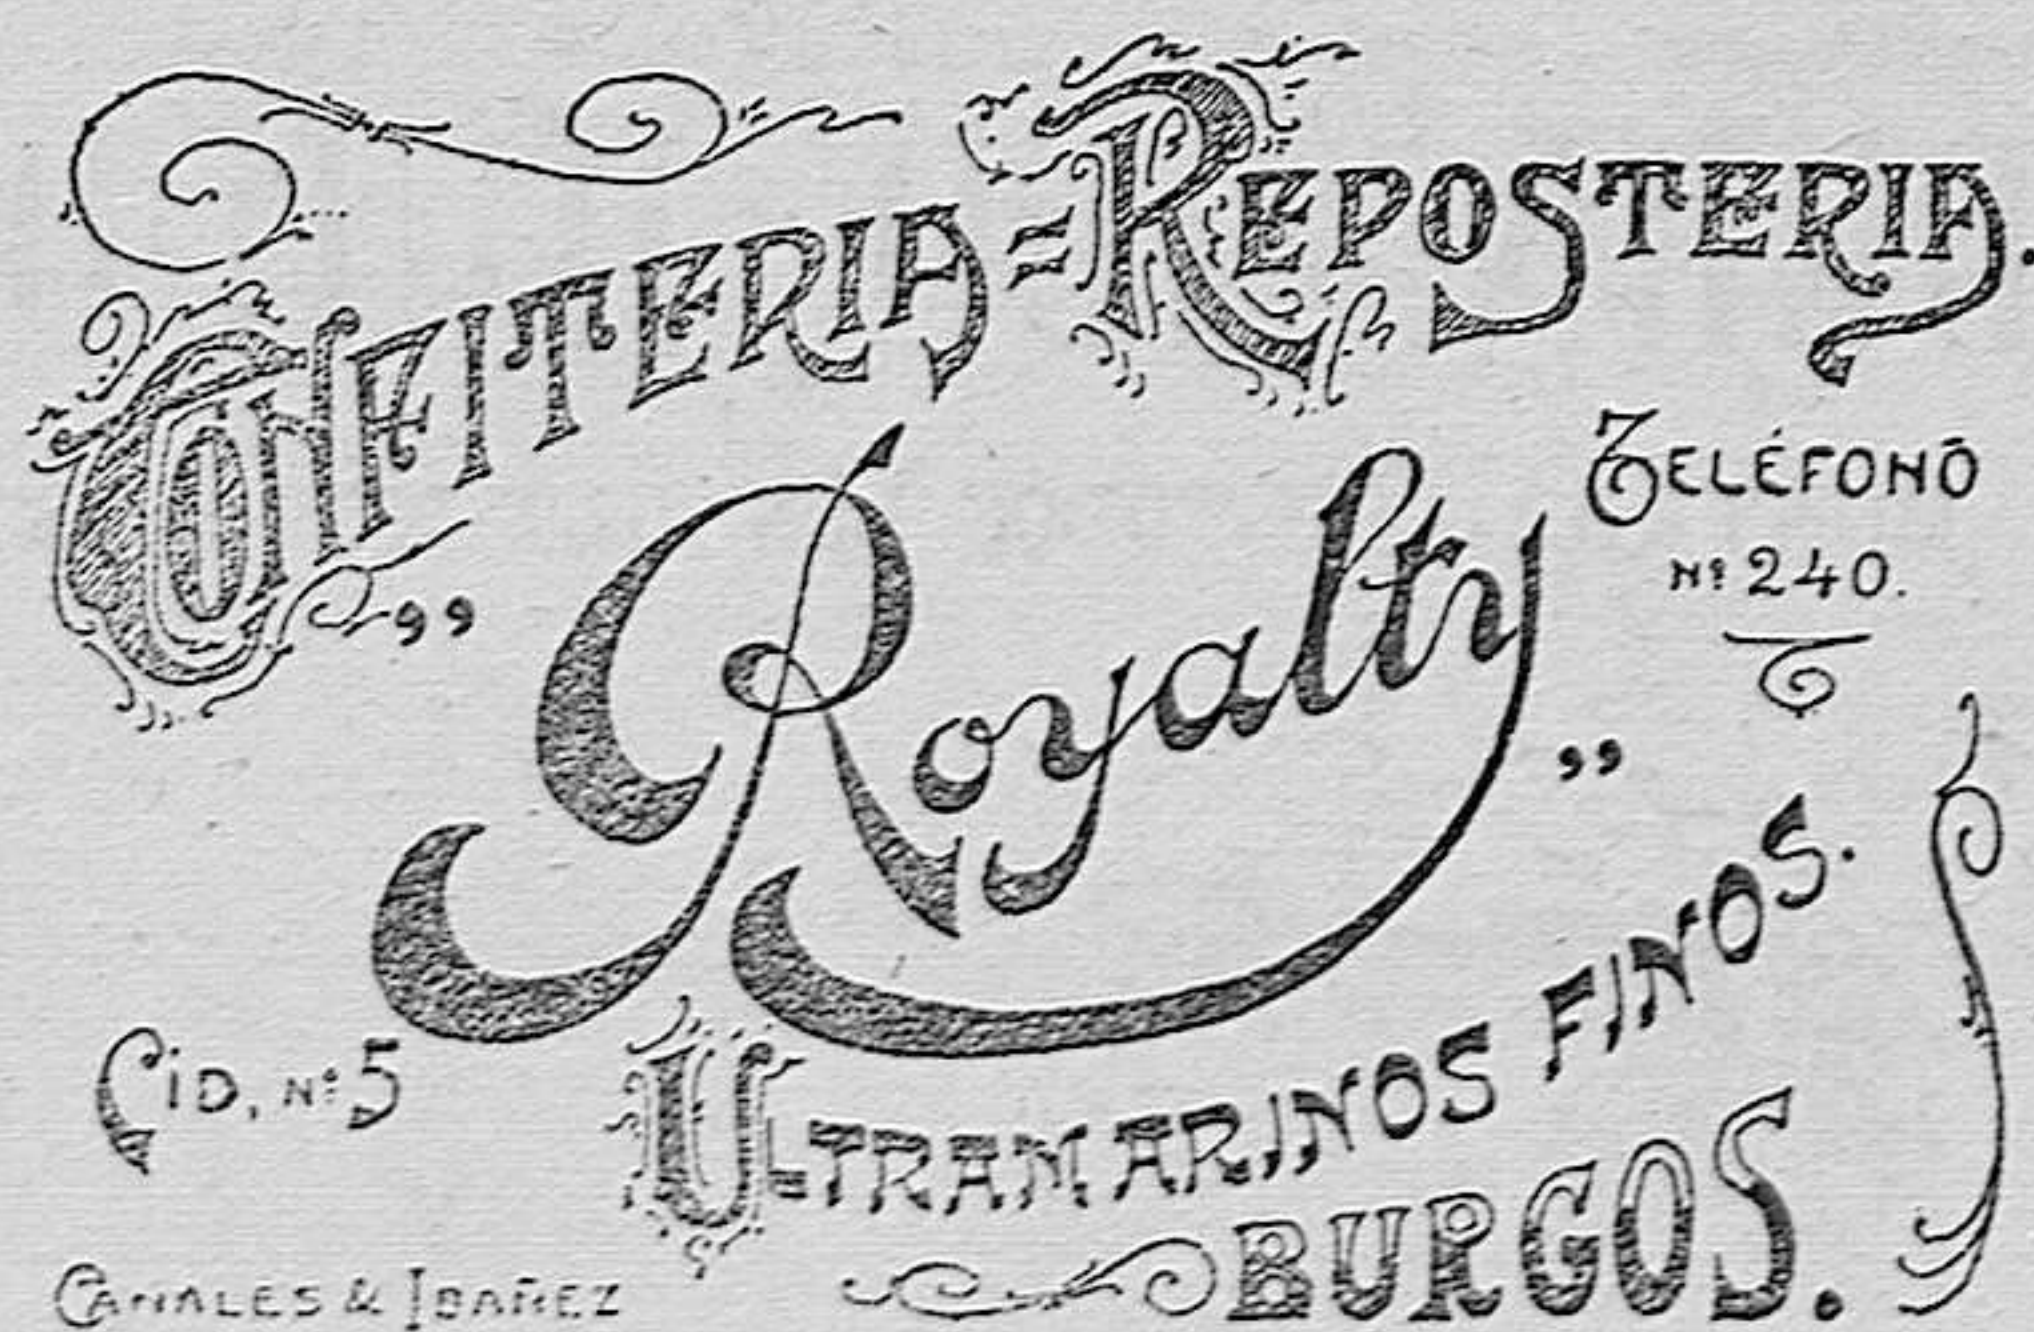 CONFITERIA = REPOSTERIA.
TELÉFONO
Nº 240.
„ Royalty „
CID, Nº 5
ULTRAMARINOS FINOS.
BURGOS.
CANALES & IBAÑEZ